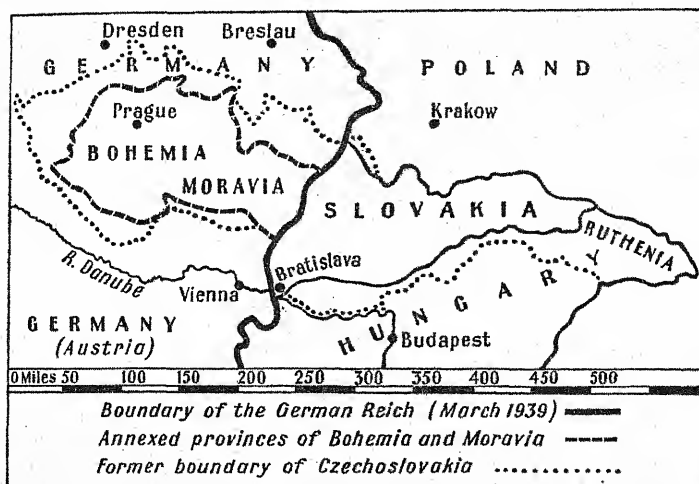 Dresden Breslau
GERMANY
POLAND
Prague
Krakow
BOHEMIA
MORAVIA
SLOVAKIA
RUTHENIA
R. Danube
Bratislava
Vienna
HUNGARY
GERMANY
(Austria)
Budapest
0 Miles 50 100 150 200 250 300 350 400 450 500
Boundary of the German Reich (March 1939)
Annexed provinces of Bohemia and Moravia
Former boundary of Czechoslovakia